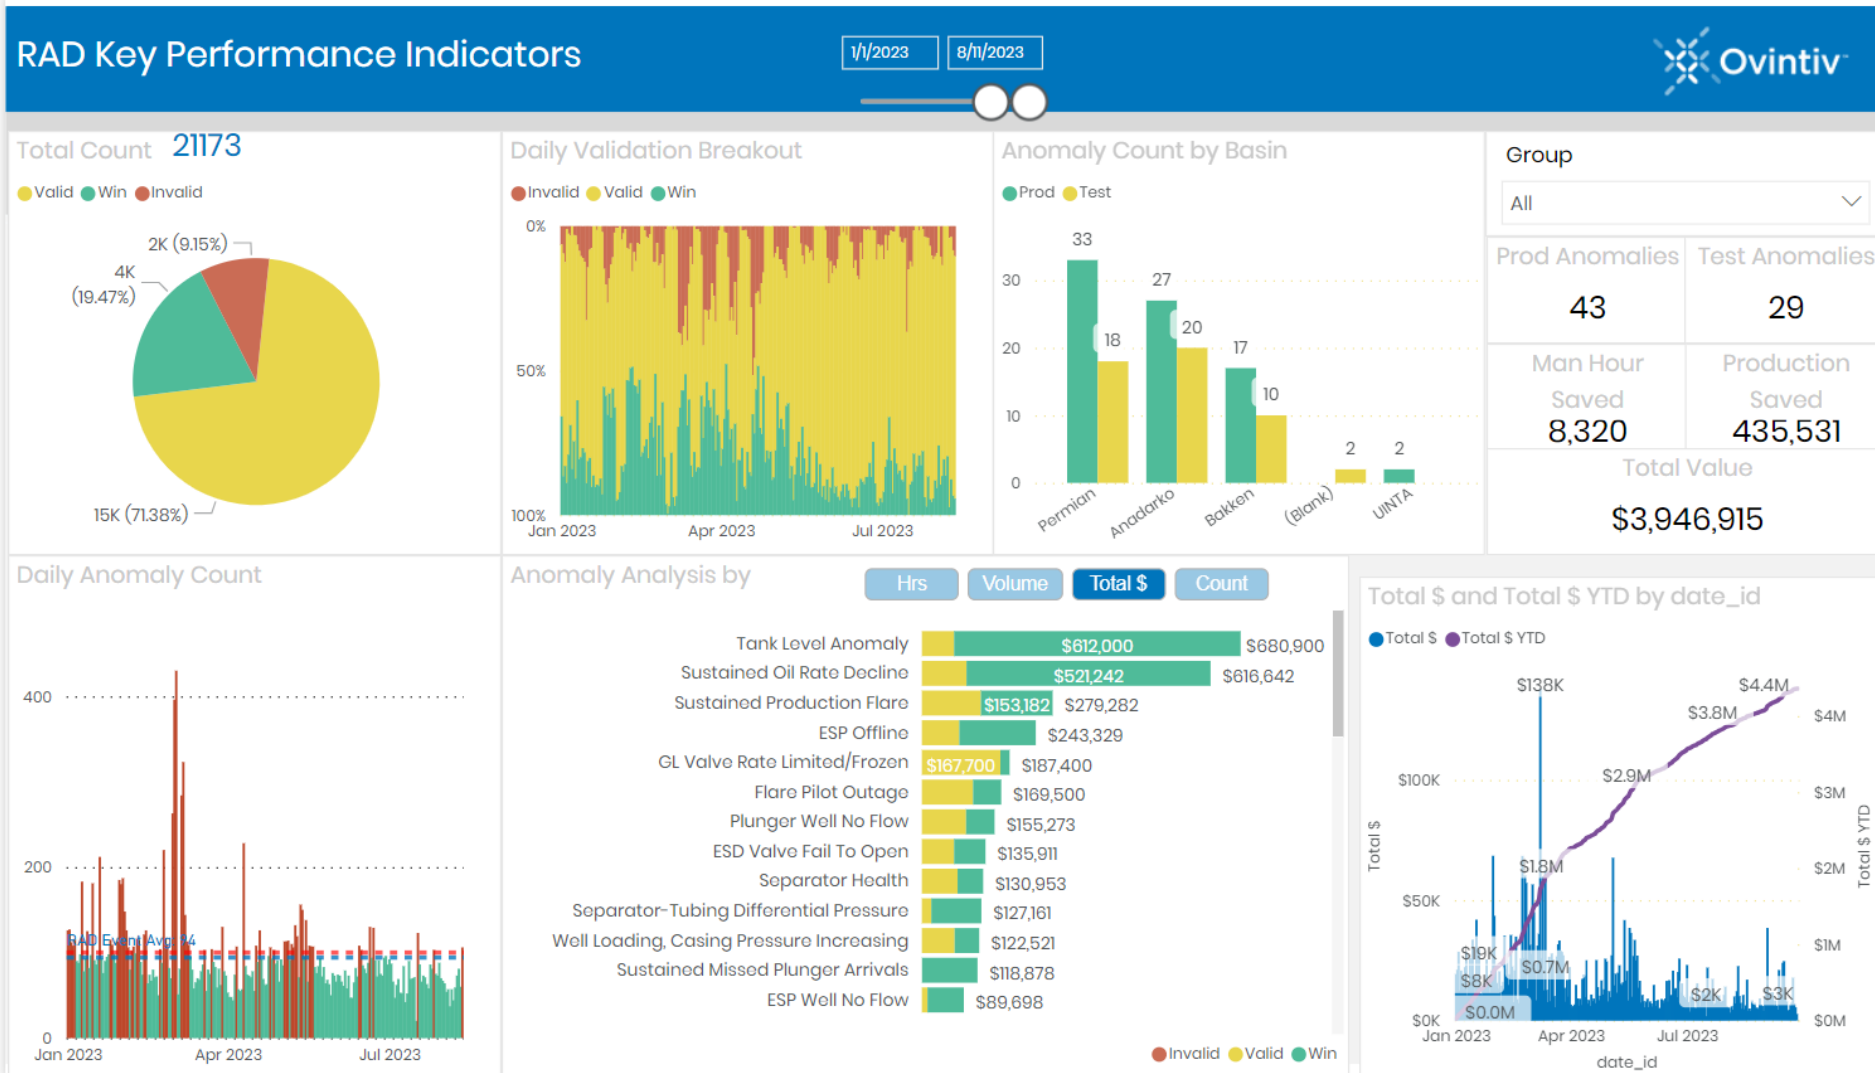 RAD Key Performance Indicators
1/1/2023
8/11/2023
Ovintiv
Total Count 21173
Valid Win Invalid
2K (9.15%)
4K
(19.47%)
15K (71.38%)
Daily Validation Breakout
Invalid Valid Win
0%
50%
100%
Jan 2023 Apr 2023 Jul 2023
Anomaly Count by Basin
Prod Test
33
30
27
20
20
18
17
10
10
2
2
0
Permian
Anadarko
Bakken
(Blank)
UINTA
Group
All
Prod Anomalies
43
Test Anomalies
29
Man Hour
Saved
8,320
Production
Saved
435,531
Total Value
$3,946,915
Daily Anomaly Count
400
200
RAD Event Avg: 94
0
Jan 2023 Apr 2023 Jul 2023
Anomaly Analysis by
Hrs Volume Total $ Count
Tank Level Anomaly $612,000 $680,900
Sustained Oil Rate Decline $521,242 $616,642
Sustained Production Flare $153,182 $279,282
ESP Offline $243,329
GL Valve Rate Limited/Frozen $167,700 $187,400
Flare Pilot Outage $169,500
Plunger Well No Flow $155,273
ESD Valve Fail To Open $135,911
Separator Health $130,953
Separator-Tubing Differential Pressure $127,161
Well Loading, Casing Pressure Increasing $122,521
Sustained Missed Plunger Arrivals $118,878
ESP Well No Flow $89,698
Invalid Valid Win
Total $ and Total $ YTD by date_id
Total $ Total $ YTD
$138K
$4.4M
$3.8M
$4M
$2.9M
$100K
$3M
$1.8M
$2M
$50K
$19K
$0.7M
$1M
$8K
$2K
$3K
$0.0M
$0K
$0M
Total $
Total $ YTD
Jan 2023 Apr 2023 Jul 2023
date_id